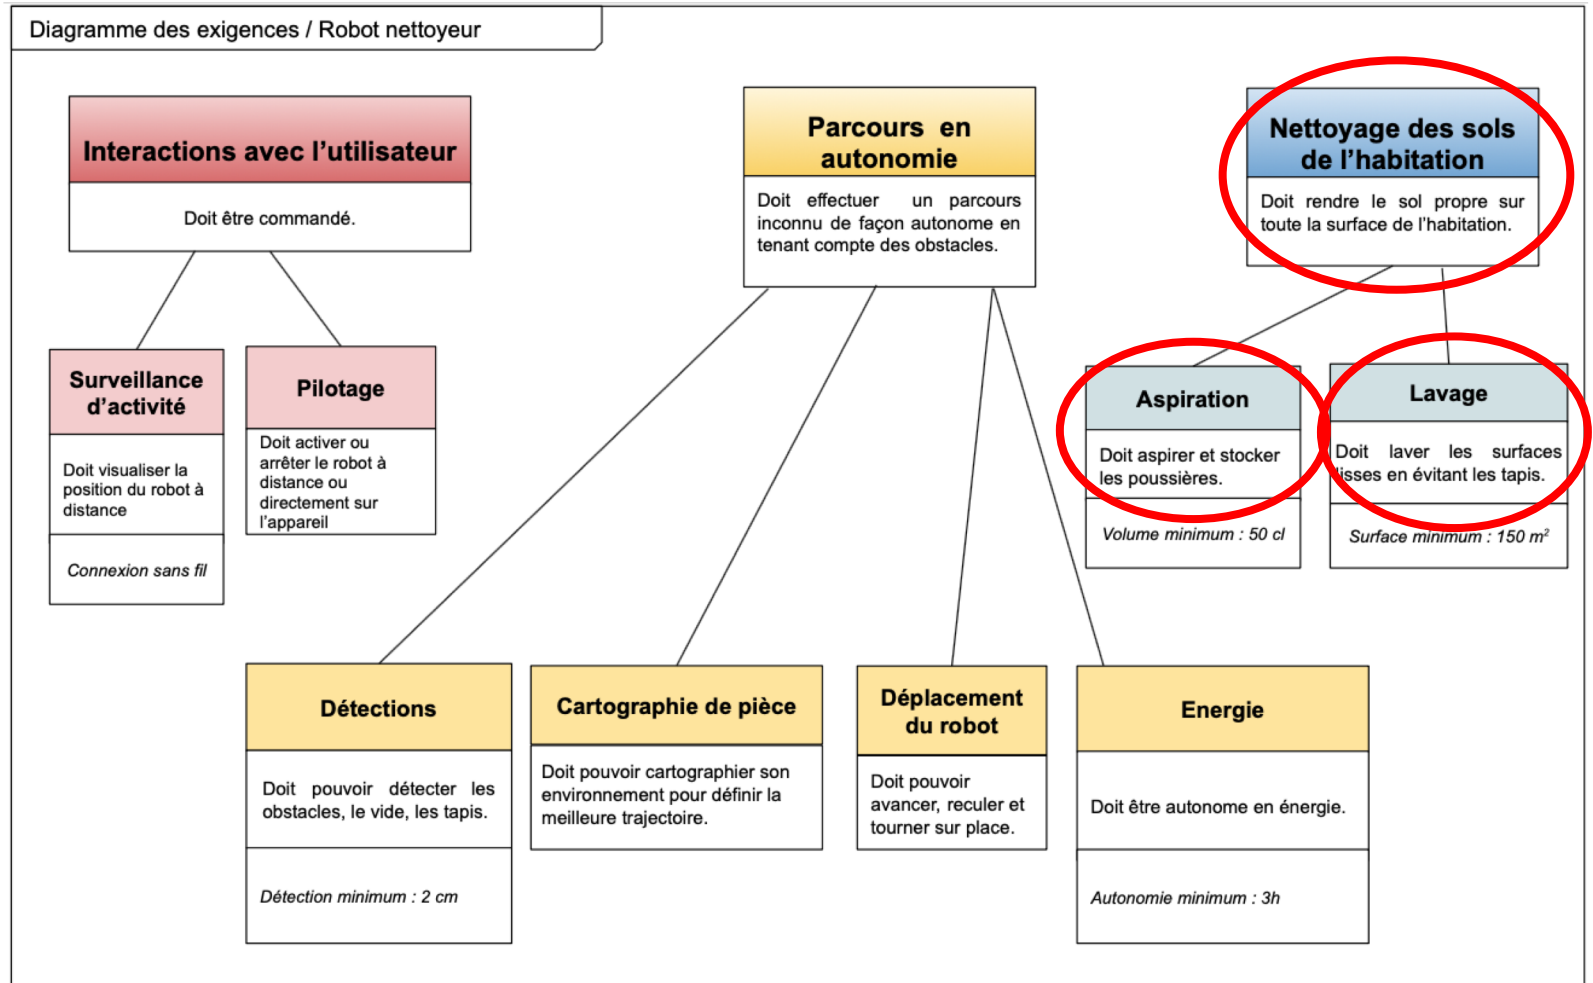 Diagramme des exigences / Robot nettoyeur
Interactions avec l’utilisateur
Doit être commandé.
Parcours en
autonomie
Doit effectuer un parcours
inconnu de façon autonome en
tenant compte des obstacles.
Nettoyage des sols
de l’habitation
Doit rendre le sol propre sur
toute la surface de l’habitation.
Surveillance
d’activité
Doit visualiser la
position du robot à
distance
Connexion sans fil
Pilotage
Doit activer ou
arrêter le robot à
distance ou
directement sur
l’appareil
Aspiration
Doit aspirer et stocker
les poussières.
Volume minimum : 50 cl
Lavage
Doit laver les surfaces
lisses en évitant les tapis.
Surface minimum : 150 m²
Détections
Doit pouvoir détecter les
obstacles, le vide, les tapis.
Détection minimum : 2 cm
Cartographie de pièce
Doit pouvoir cartographier son
environnement pour définir la
meilleure trajectoire.
Déplacement
du robot
Doit pouvoir
avancer, reculer et
tourner sur place.
Energie
Doit être autonome en énergie.
Autonomie minimum : 3h